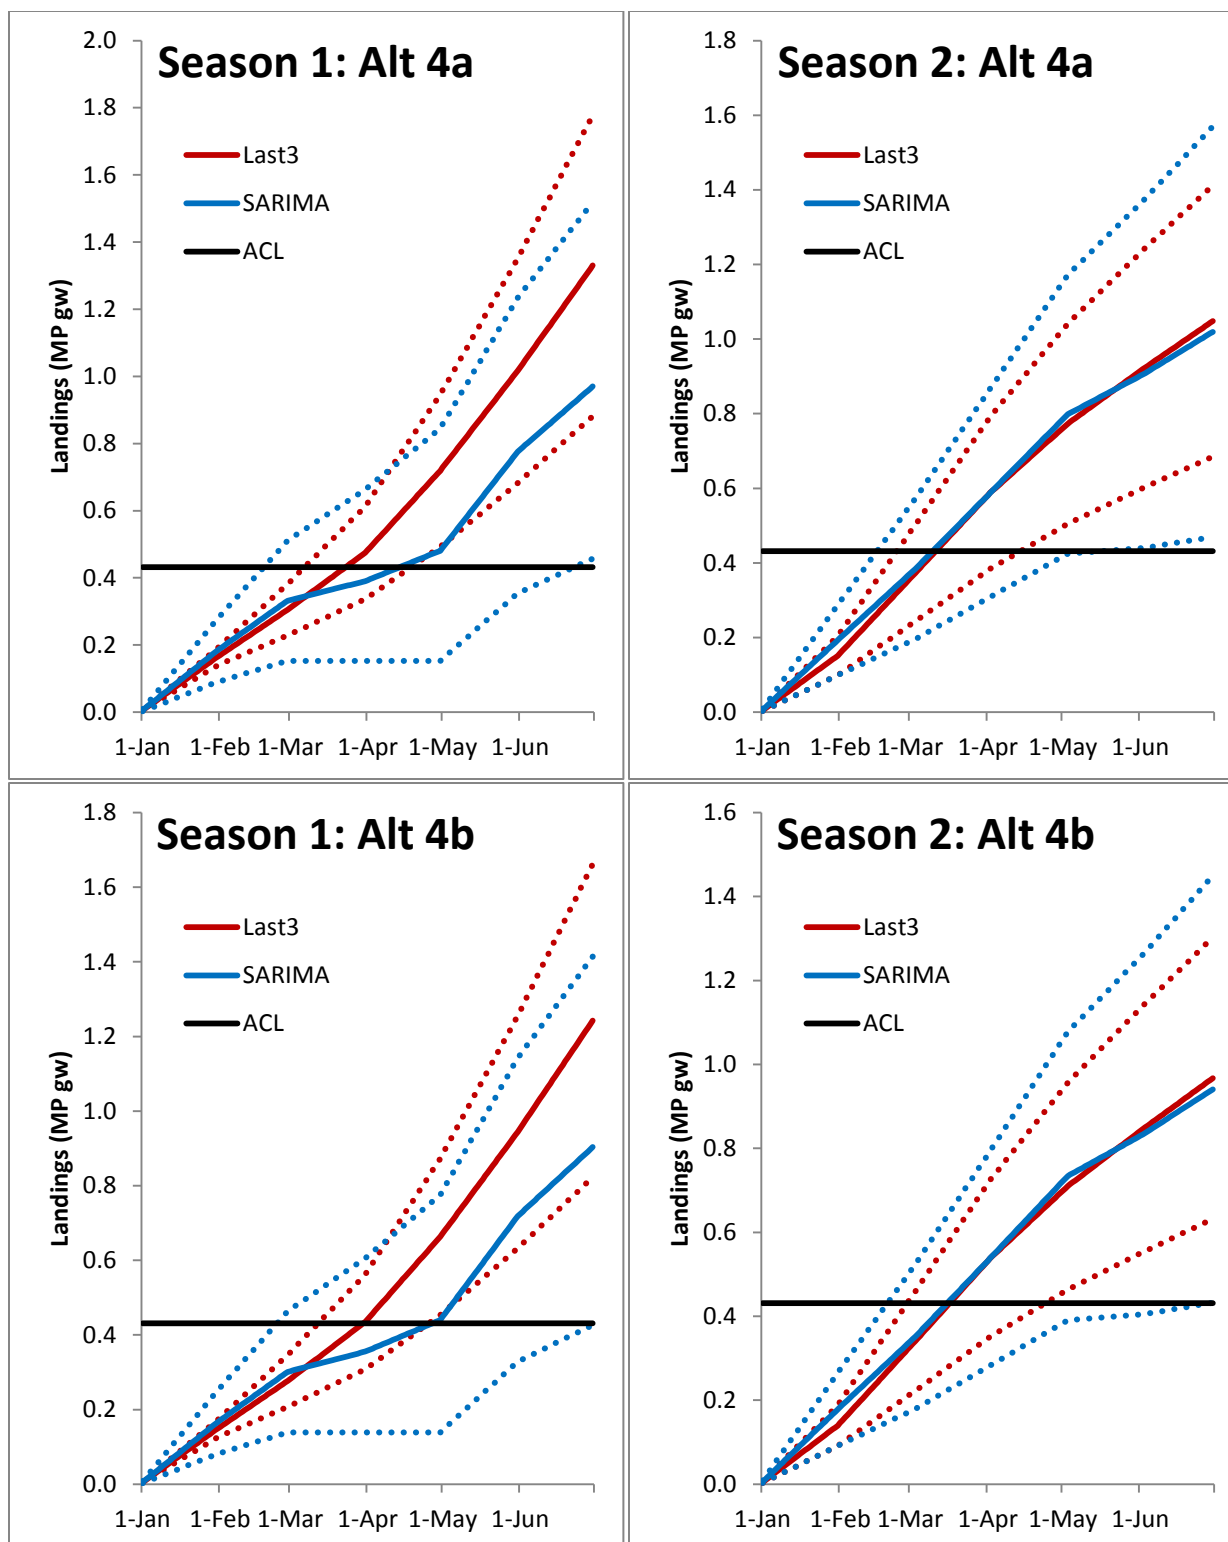 Season 1: Alt 4a
Landings (MP gw)
2.0
1.8
1.6
1.4
1.2
1.0
0.8
0.6
0.4
0.2
0.0
Last3
SARIMA
ACL
1-Jan 1-Feb 1-Mar 1-Apr 1-May 1-Jun
Season 2: Alt 4a
Landings (MP gw)
1.8
1.6
1.4
1.2
1.0
0.8
0.6
0.4
0.2
0.0
Last3
SARIMA
ACL
1-Jan 1-Feb 1-Mar 1-Apr 1-May 1-Jun
Season 1: Alt 4b
Landings (MP gw)
1.8
1.6
1.4
1.2
1.0
0.8
0.6
0.4
0.2
0.0
Last3
SARIMA
ACL
1-Jan 1-Feb 1-Mar 1-Apr 1-May 1-Jun
Season 2: Alt 4b
Landings (MP gw)
1.6
1.4
1.2
1.0
0.8
0.6
0.4
0.2
0.0
Last3
SARIMA
ACL
1-Jan 1-Feb 1-Mar 1-Apr 1-May 1-Jun